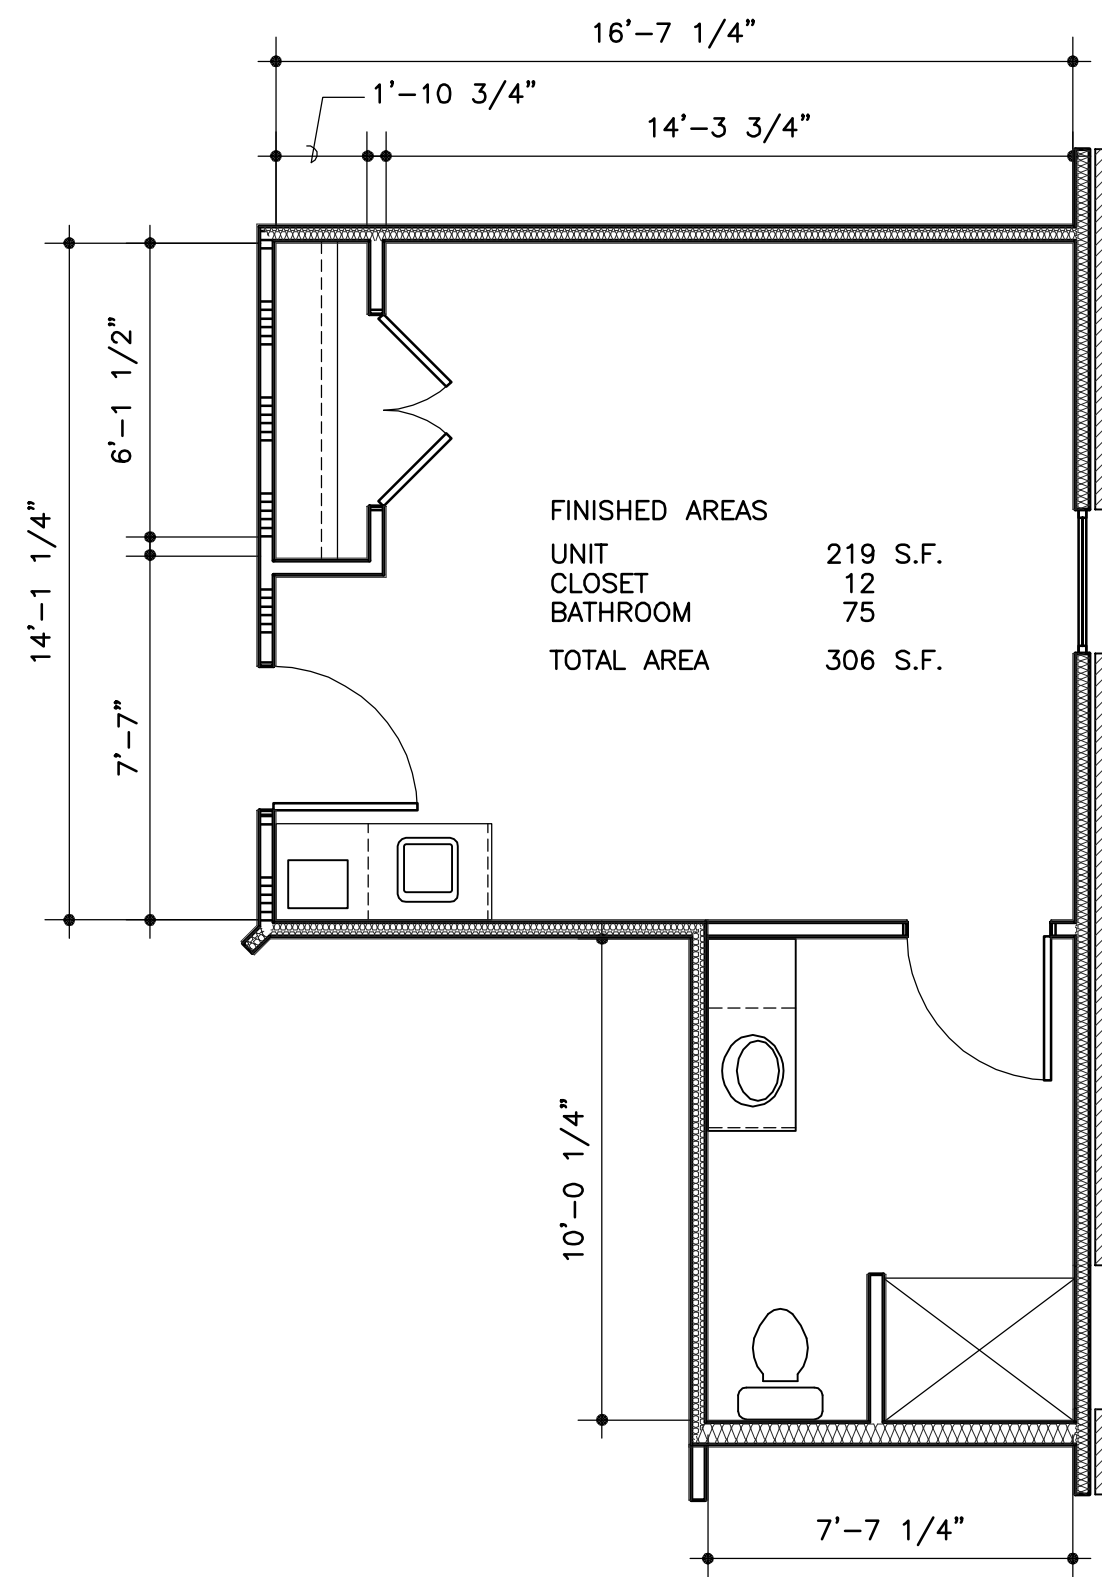 16’-7 1/4”
1’-10 3/4”
14’-3 3/4”
6’-1 1/2”
14’-1 1/4”
7’-7”
FINISHED AREAS
UNIT 219 S.F.
CLOSET 12
BATHROOM 75
TOTAL AREA 306 S.F.
10’-0 1/4”
7’-7 1/4”